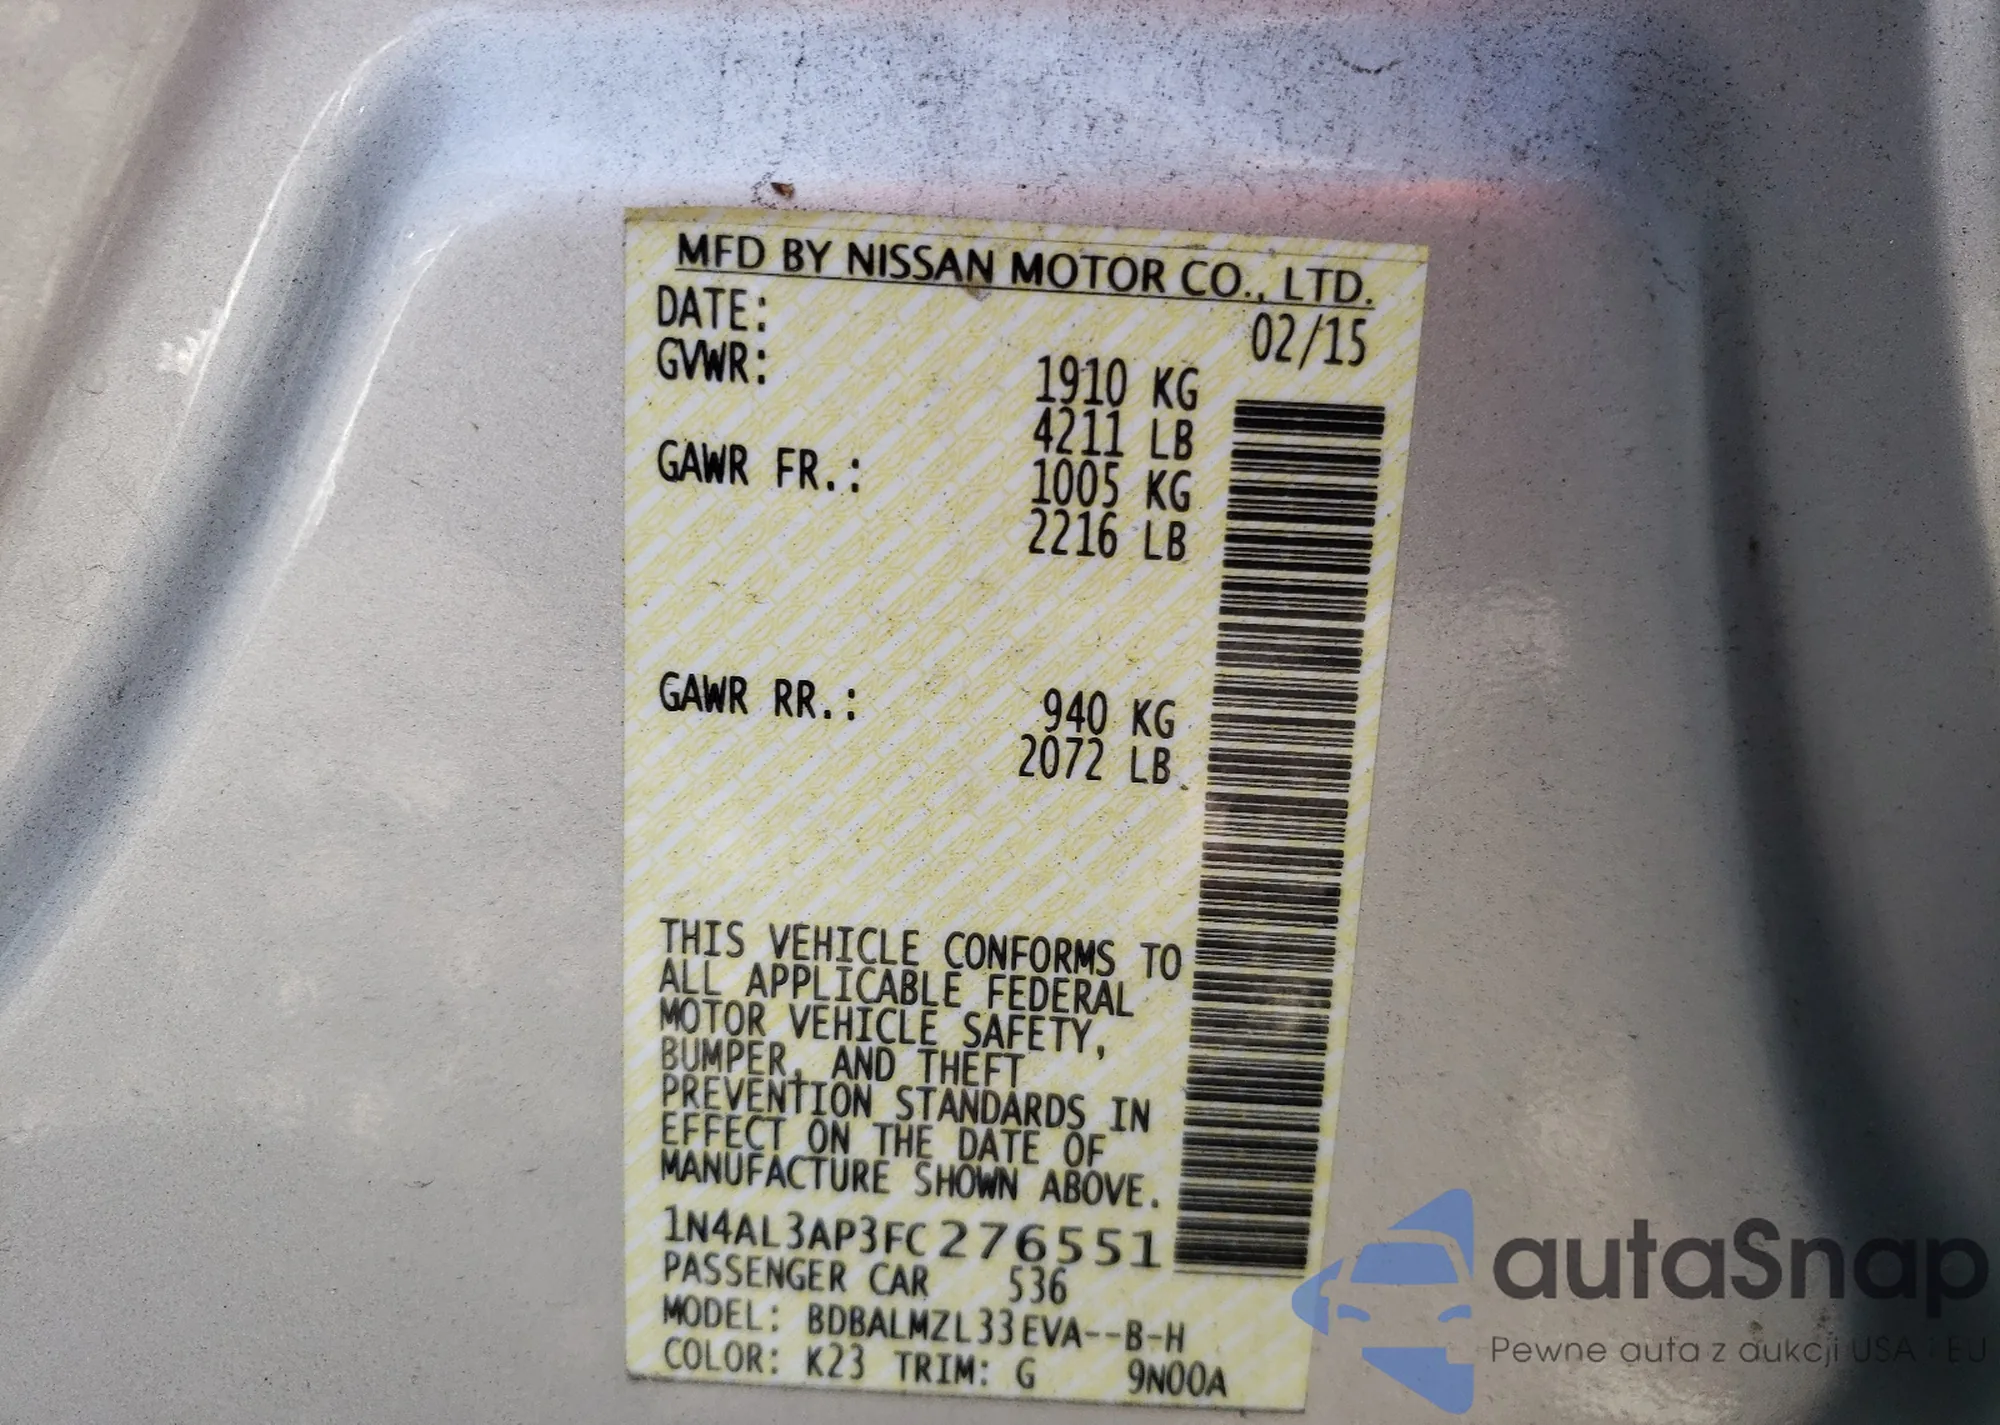 MFD BY NISSAN MOTOR CO., LTD.
DATE: 02/15
GVWR: 1910 KG
4211 LB
GAWR FR.: 1005 KG
2216 LB
GAWR RR.: 940 KG
2072 LB
THIS VEHICLE CONFORMS TO
ALL APPLICABLE FEDERAL
MOTOR VEHICLE SAFETY,
BUMPER, AND THEFT
PREVENTION STANDARDS IN
EFFECT ON THE DATE OF
MANUFACTURE SHOWN ABOVE.
1N4AL3AP3FC276551
PASSENGER CAR 536
MODEL: BDBALMZL33EVA--B-H
COLOR: K23 TRIM: G 9N00A
autaSnap
Pewne auta z aukcji USA i EU